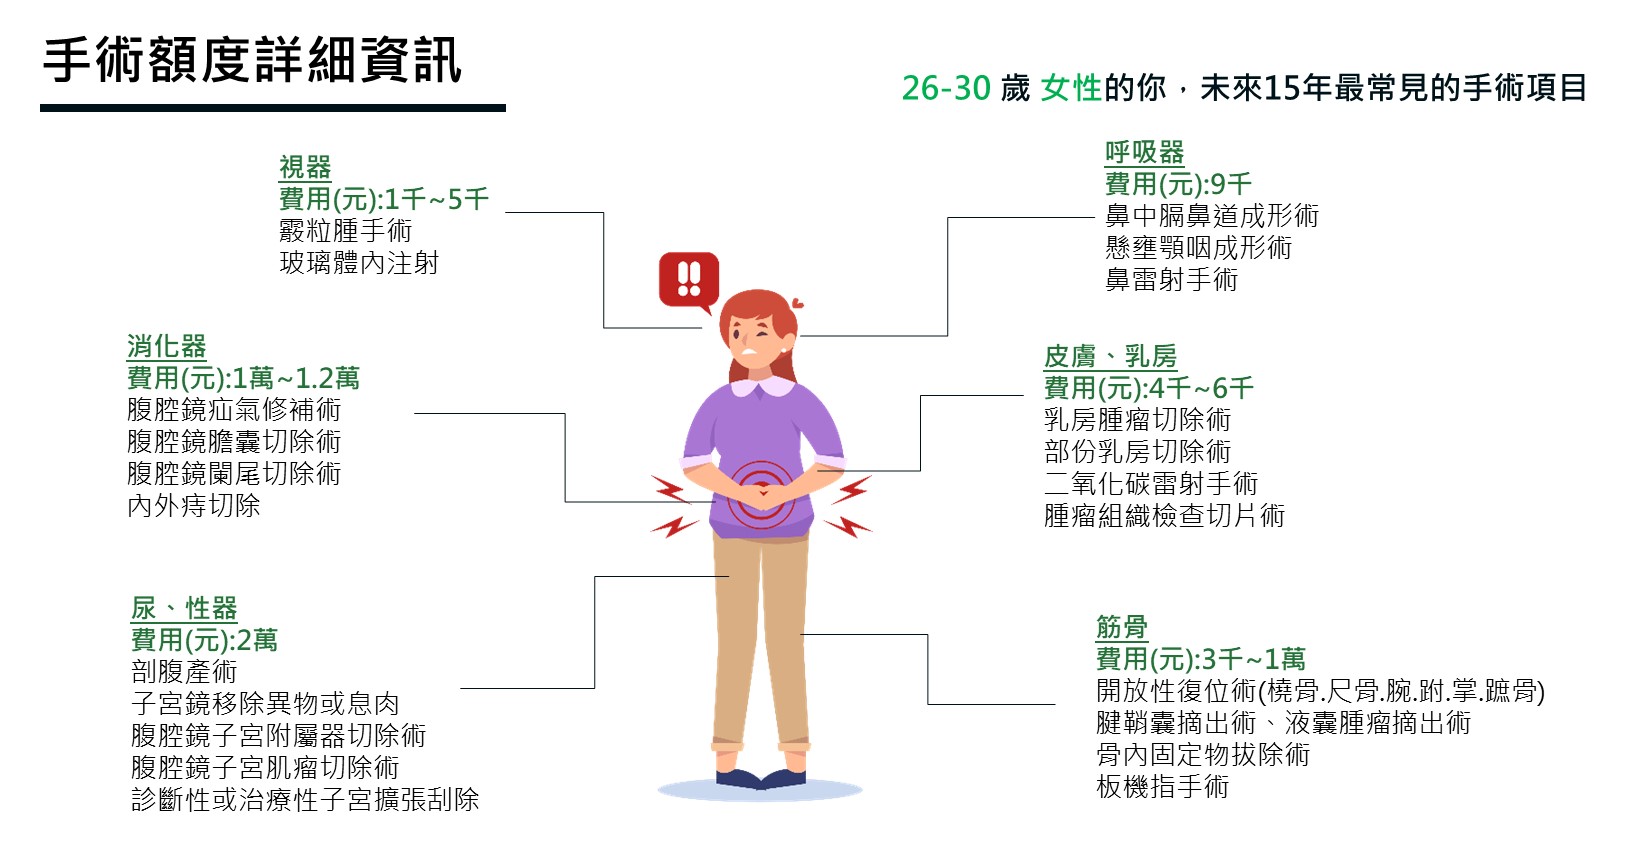 手術額度詳細資訊
26-30 歲 女性的你，未來15年最常見的手術項目
視器
費用(元):1千~5千
霰粒腫手術
玻璃體內注射
呼吸器
費用(元):9千
鼻中膈鼻道成形術
懸壅顎咽成形術
鼻雷射手術
消化器
費用(元):1萬~1.2萬
腹腔鏡疝氣修補術
腹腔鏡膽囊切除術
腹腔鏡闌尾切除術
內外痔切除
皮膚、乳房
費用(元):4千~6千
乳房腫瘤切除術
部份乳房切除術
二氧化碳雷射手術
腫瘤組織檢查切片術
尿、性器
費用(元):2萬
剖腹產術
子宮鏡移除異物或息肉
腹腔鏡子宮附屬器切除術
腹腔鏡子宮肌瘤切除術
診斷性或治療性子宮擴張刮除
筋骨
費用(元):3千~1萬
開放性復位術(橈骨.尺骨.腕.跗.掌.蹠骨)
腱鞘囊摘出術、液囊腫瘤摘出術
骨內固定物拔除術
板機指手術